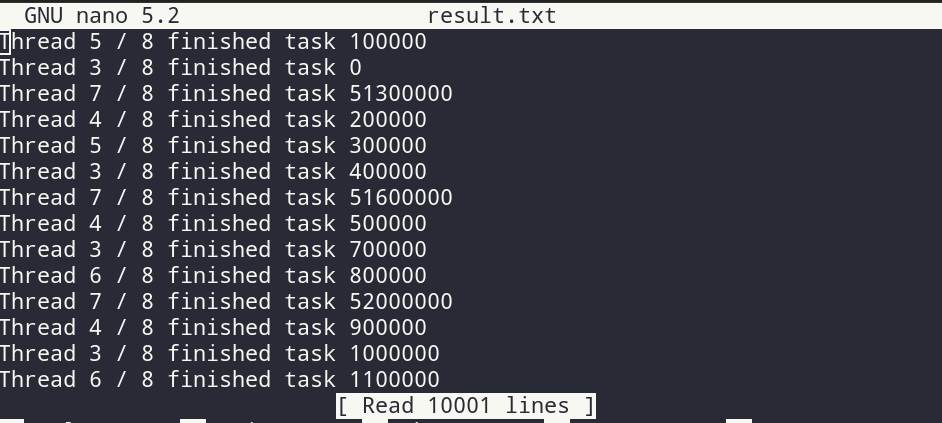 GNU nano 5.2 result.txt
Thread 5 / 8 finished task 100000
Thread 3 / 8 finished task 0
Thread 7 / 8 finished task 51300000
Thread 4 / 8 finished task 200000
Thread 5 / 8 finished task 300000
Thread 3 / 8 finished task 400000
Thread 7 / 8 finished task 51600000
Thread 4 / 8 finished task 500000
Thread 3 / 8 finished task 700000
Thread 6 / 8 finished task 800000
Thread 7 / 8 finished task 52000000
Thread 4 / 8 finished task 900000
Thread 3 / 8 finished task 1000000
Thread 6 / 8 finished task 1100000
[ Read 10001 lines ]